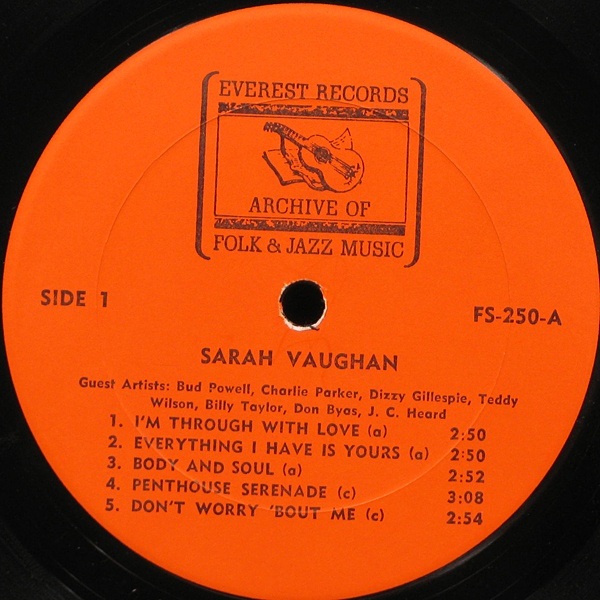 EVEREST RECORDS
ARCHIVE OF
FOLK & JAZZ MUSIC
SIDE 1
FS-250-A
SARAH VAUGHAN
Guest Artists: Bud Powell, Charlie Parker, Dizzy Gillespie, Teddy
Wilson, Billy Taylor, Don Byas, J. C. Heard
1. I'M THROUGH WITH LOVE (a) 2:50
2. EVERYTHING I HAVE IS YOURS (a) 2:50
3. BODY AND SOUL (a) 2:52
4. PENTHOUSE SERENADE (c) 3:08
5. DON'T WORRY 'BOUT ME (c) 2:54